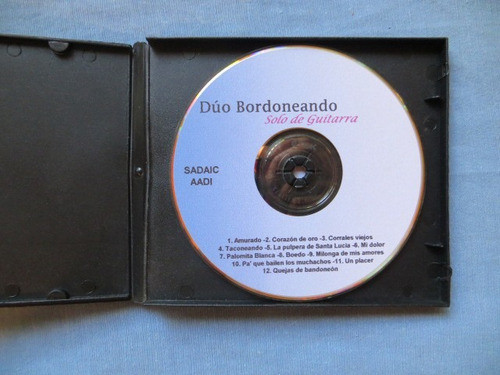 Dúo Bordoneando
Solo de Guitarra
SADAIC
AADI
1. Amurado -2. Corazón de oro -3. Corrales viejos
4. Taconeando -5. La pulpera de Santa Lucia -6. Mi dolor
7. Palomita Blanca -8. Boedo -9. Milonga de mis amores
10. Pa' que bailen los muchachos -11. Un placer
12. Quejas de bandoneón